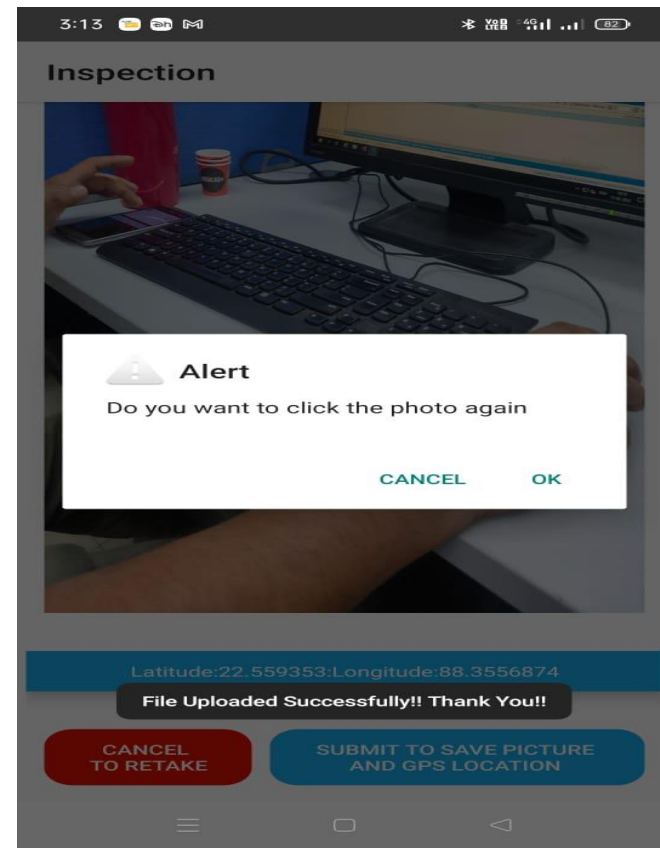 3:13
82
Inspection
Alert
Do you want to click the photo again
CANCEL OK
Latitude:22.559353:Longitude:88.3556874
File Uploaded Successfully!! Thank You!!
CANCEL
TO RETAKE
SUBMIT TO SAVE PICTURE
AND GPS LOCATION